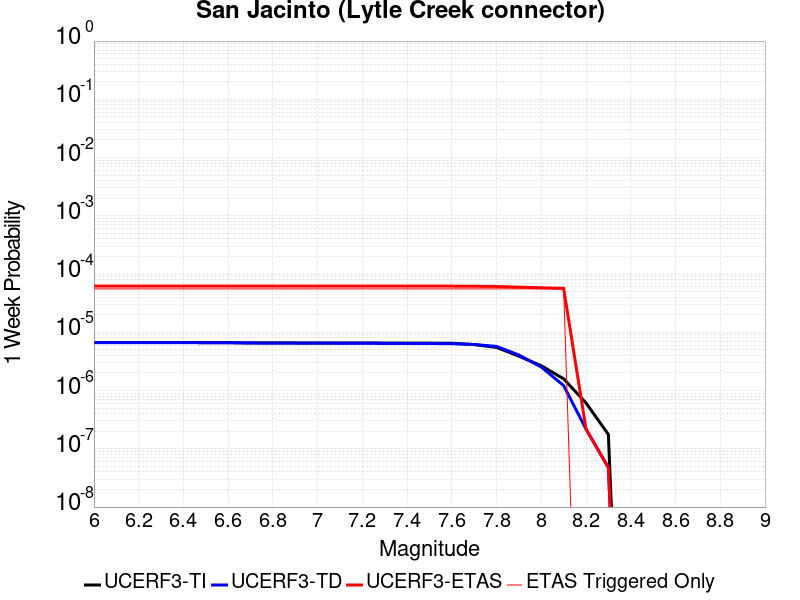 San Jacinto (Lytle Creek connector)
10^0
10^-1
10^-2
10^-3
10^-4
10^-5
10^-6
10^-7
10^-8
1 Week Probability
6 6.2 6.4 6.6 6.8 7 7.2 7.4 7.6 7.8 8 8.2 8.4 8.6 8.8 9
Magnitude
UCERF3-TI UCERF3-TD UCERF3-ETAS ETAS Triggered Only